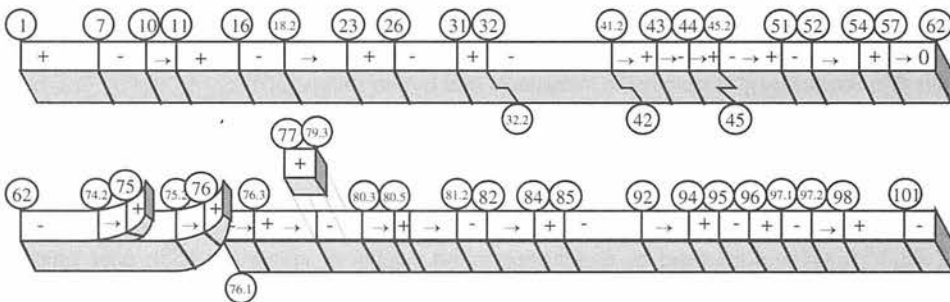 1 7 10 11 16 18.2 23 26 31 32 41.2 43 44 45.2 51 52 54 57 62
+ - → + - → + - + - → + → - → + - → + - → + → 0
32.2 42 45
77 79.3
+
62 74.2 75 75.2 76 76.3 80.3 80.5 81.2 82 84 85 92 94 95 96 97.1 97.2 98 101
- → + → + - → + → - → + → - → + - → + - + - → + -
76.1